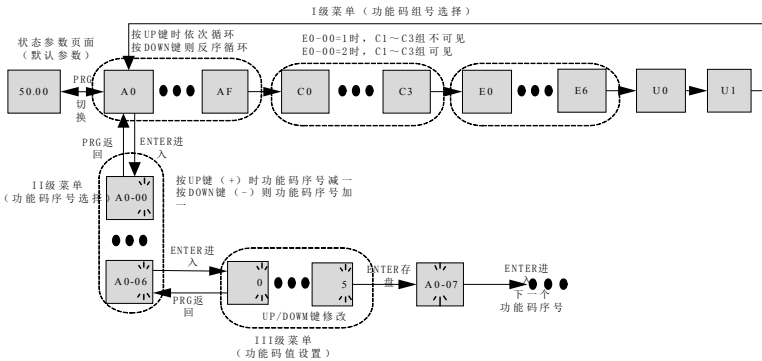 I级菜单（功能码组号选择）
状态参数页面
（默认参数）
按UP键时依次循环
按DOWN键则反序循环
E0-00=1时，C1～C3组不可见
E0-00=2时，C1～C3组可见
50.00
PRG
切换
A0
AF
C0
C3
E0
E6
U0
U1
PRG返
回
ENTER进
入
II级菜单
（功能码序号选择）
A0-00
按UP键（+）时功能码序号减一
按DOWN键（-）则功能码序号加
一
A0-06
ENTER进
入
PRG返
回
0
5
UP/DOWM键修改
ENTER存
盘
A0-07
ENTER进
入
下一个
功能码序号
III级菜单
（功能码值设置）